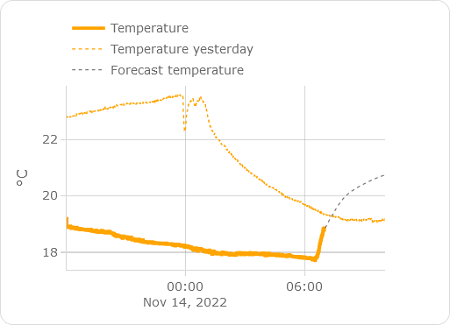 Temperature
Temperature yesterday
Forecast temperature
22
20
18
°C
00:00
06:00
Nov 14, 2022